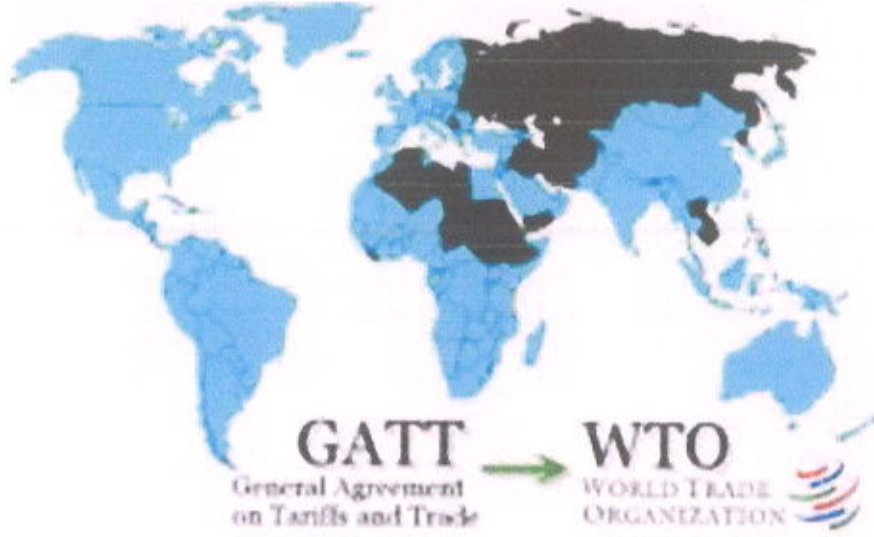 GATT
General Agreement
on Tariffs and Trade
WTO
WORLD TRADE
ORGANIZATION